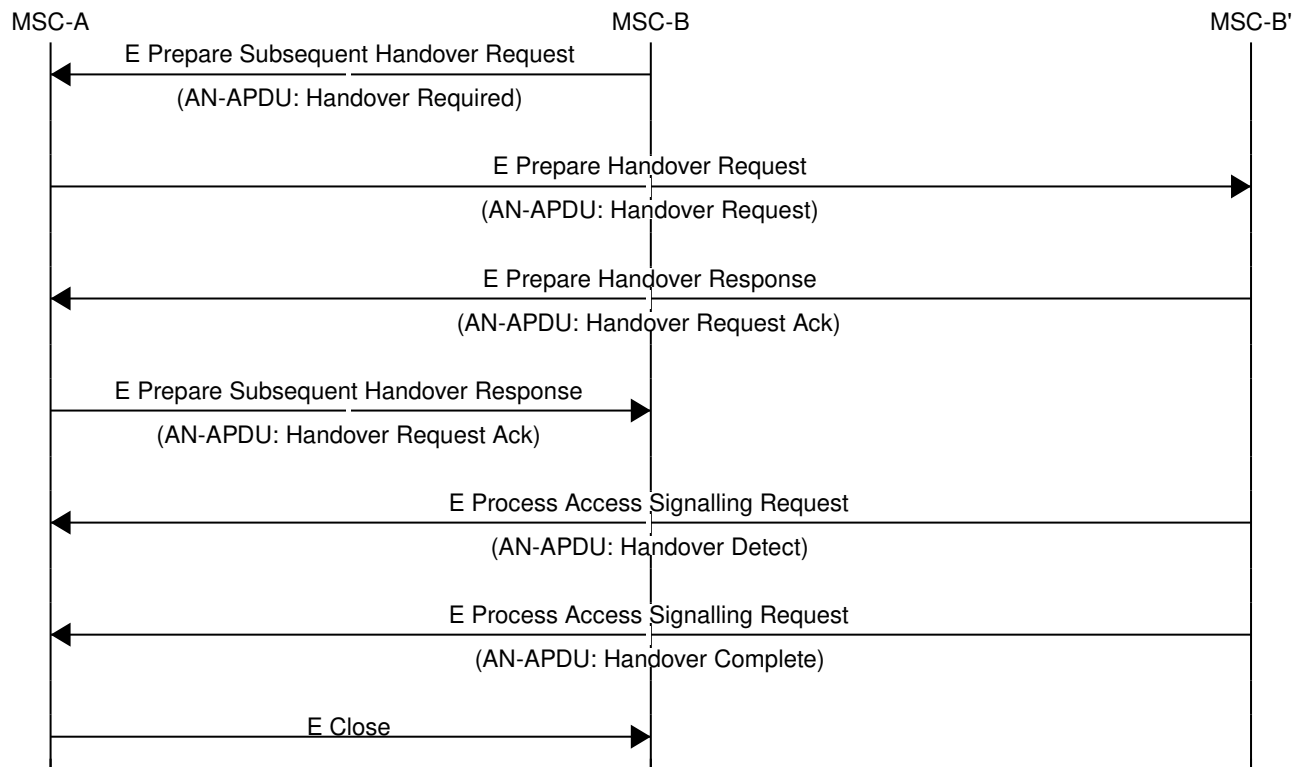 MSC-A MSC-B MSC-B'
E Prepare Subsequent Handover Request
(AN-APDU: Handover Required)
E Prepare Handover Request
(AN-APDU: Handover Request)
E Prepare Handover Response
(AN-APDU: Handover Request Ack)
E Prepare Subsequent Handover Response
(AN-APDU: Handover Request Ack)
E Process Access Signalling Request
(AN-APDU: Handover Detect)
E Process Access Signalling Request
(AN-APDU: Handover Complete)
E Close